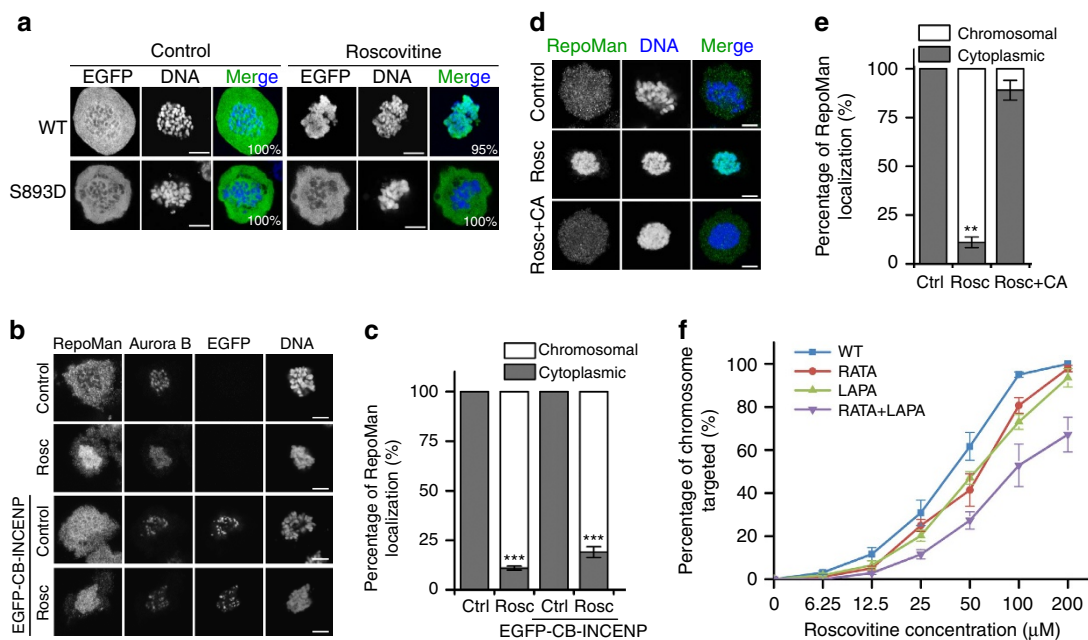 a
Control
Roscovitine
EGFP DNA Merge EGFP DNA Merge
WT
100%
95%
S893D
100%
100%
b
RepoMan Aurora B EGFP DNA
Control
Rosc
EGFP-CB-INCENP
Control
Rosc
c
Chromosomal
Cytoplasmic
Percentage of RepoMan
localization (%)
100
75
50
25
0
***
***
Ctrl Rosc Ctrl Rosc
EGFP-CB-INCENP
d
RepoMan DNA Merge
Control
Rosc
Rosc+CA
e
Chromosomal
Cytoplasmic
Percentage of RepoMan
localization (%)
100
75
50
25
0
**
Ctrl Rosc Rosc+CA
f
WT
RATA
LAPA
RATA+LAPA
Percentage of chromosome
targeted (%)
100
80
60
40
20
0
0 6.25 12.5 25 50 100 200
Roscovitine concentration (μM)